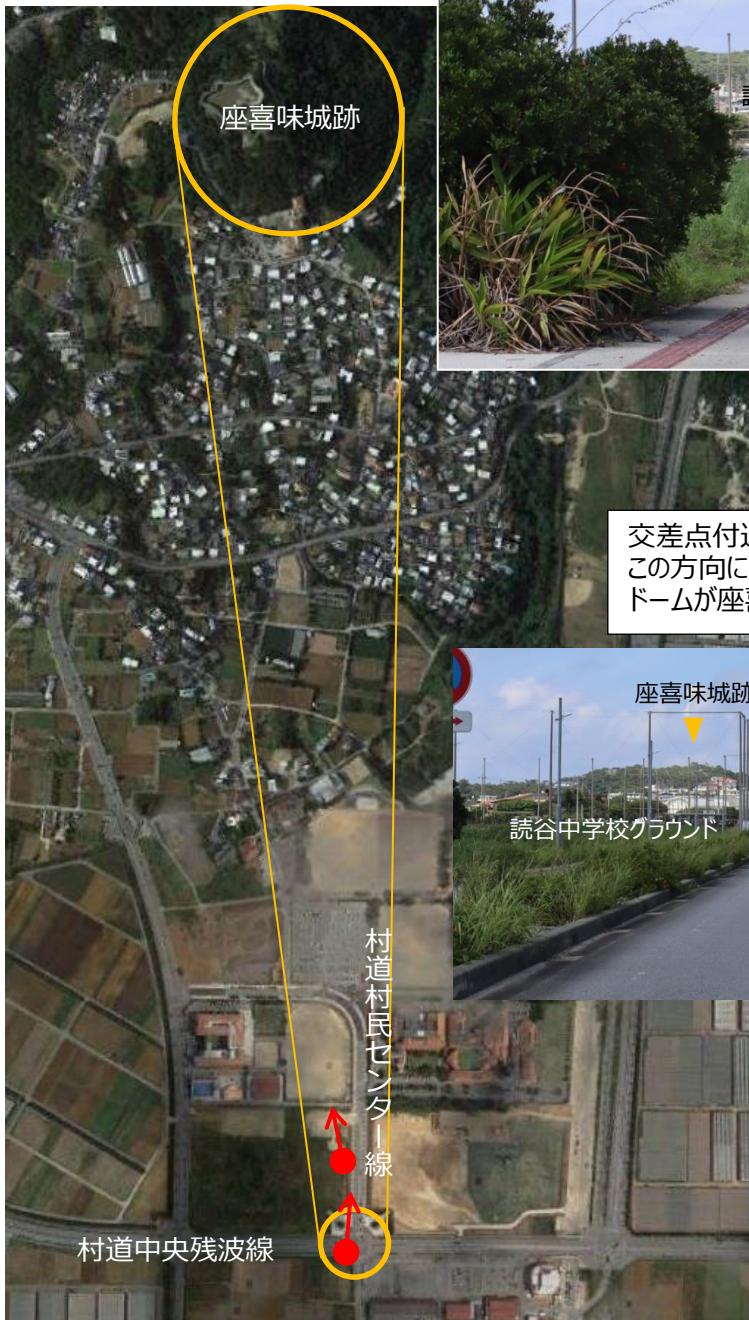 座喜味城跡
交差点付近
この方向に
ドームが座喜
座喜味城跡
読谷中学校グラウンド
村道村民センター線
村道中央残波線